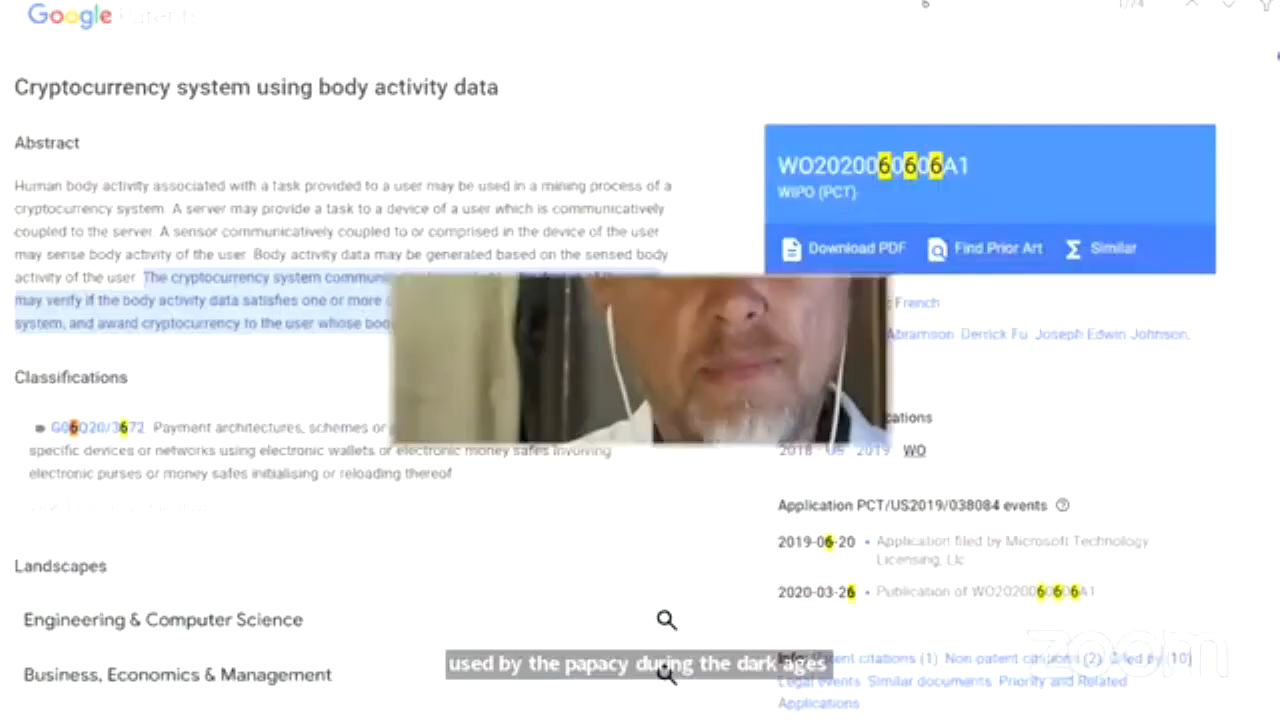 Google Patents
6
1/74
Cryptocurrency system using body activity data
Abstract
Human body activity associated with a task provided to a user may be used in a mining process of a
cryptocurrency system. A server may provide a task to a device of a user which is communicatively
coupled to the server. A sensor communicatively coupled to or comprised in the device of the user
may sense body activity of the user. Body activity data may be generated based on the sensed body
activity of the user. The cryptocurrency system
may verify if the body activity data satisfies one or more
system, and award cryptocurrency to the user whose
Classifications
G06Q20/3672 Payment architectures, schemes or
specific devices or networks using electronic wallets or electronic money safes involving
electronic purses or money safes initialising or reloading thereof
Landscapes
Engineering & Computer Science
Business, Economics & Management
WO2020060606A1
WIPO (PCT)
Download PDF Find Prior Art Similar
French
Abramson Derrick Fu Joseph Edwin Johnson,
2018 US 2019 WO
Application PCT/US2019/038084 events
2019-06-20 • Application filed by Microsoft Technology
Licensing, Llc
2020-03-26 • Publication of WO2020060606A1
Info: Patent citations (1) Non-patent citations (2) Cited by (10)
Legal events Similar documents Priority and Related
Applications
used by the papacy during the dark ages
zoom